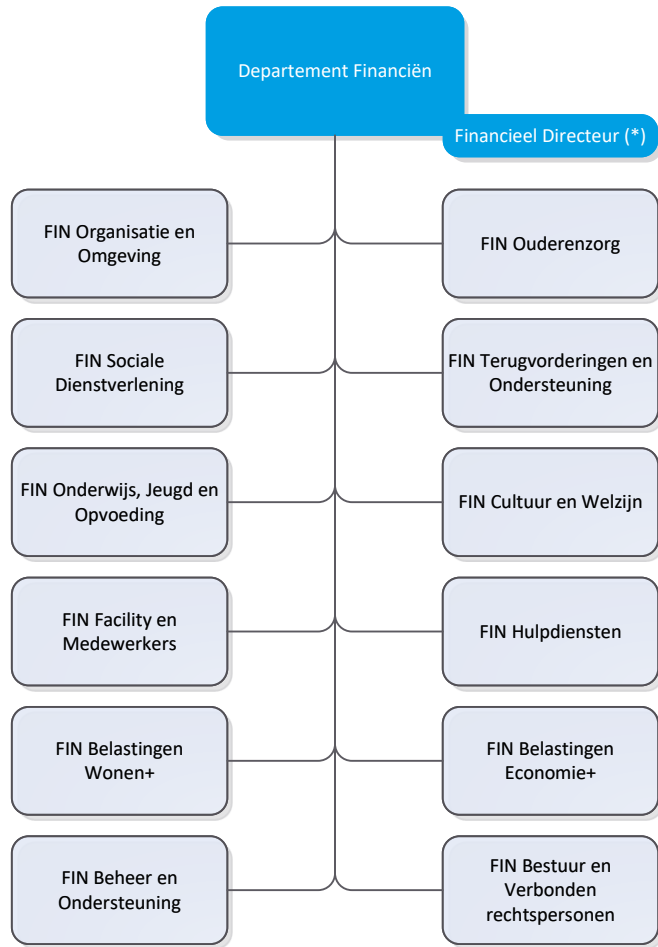 Departement Financiën
Financieel Directeur (*)
FIN Organisatie en
Omgeving
FIN Ouderenzorg
FIN Sociale
Dienstverlening
FIN Terugvorderingen en
Ondersteuning
FIN Onderwijs, Jeugd en
Opvoeding
FIN Cultuur en Welzijn
FIN Facility en
Medewerkers
FIN Hulpdiensten
FIN Belastingen
Wonen+
FIN Belastingen
Economie+
FIN Beheer en
Ondersteuning
FIN Bestuur en
Verbonden
rechtspersonen